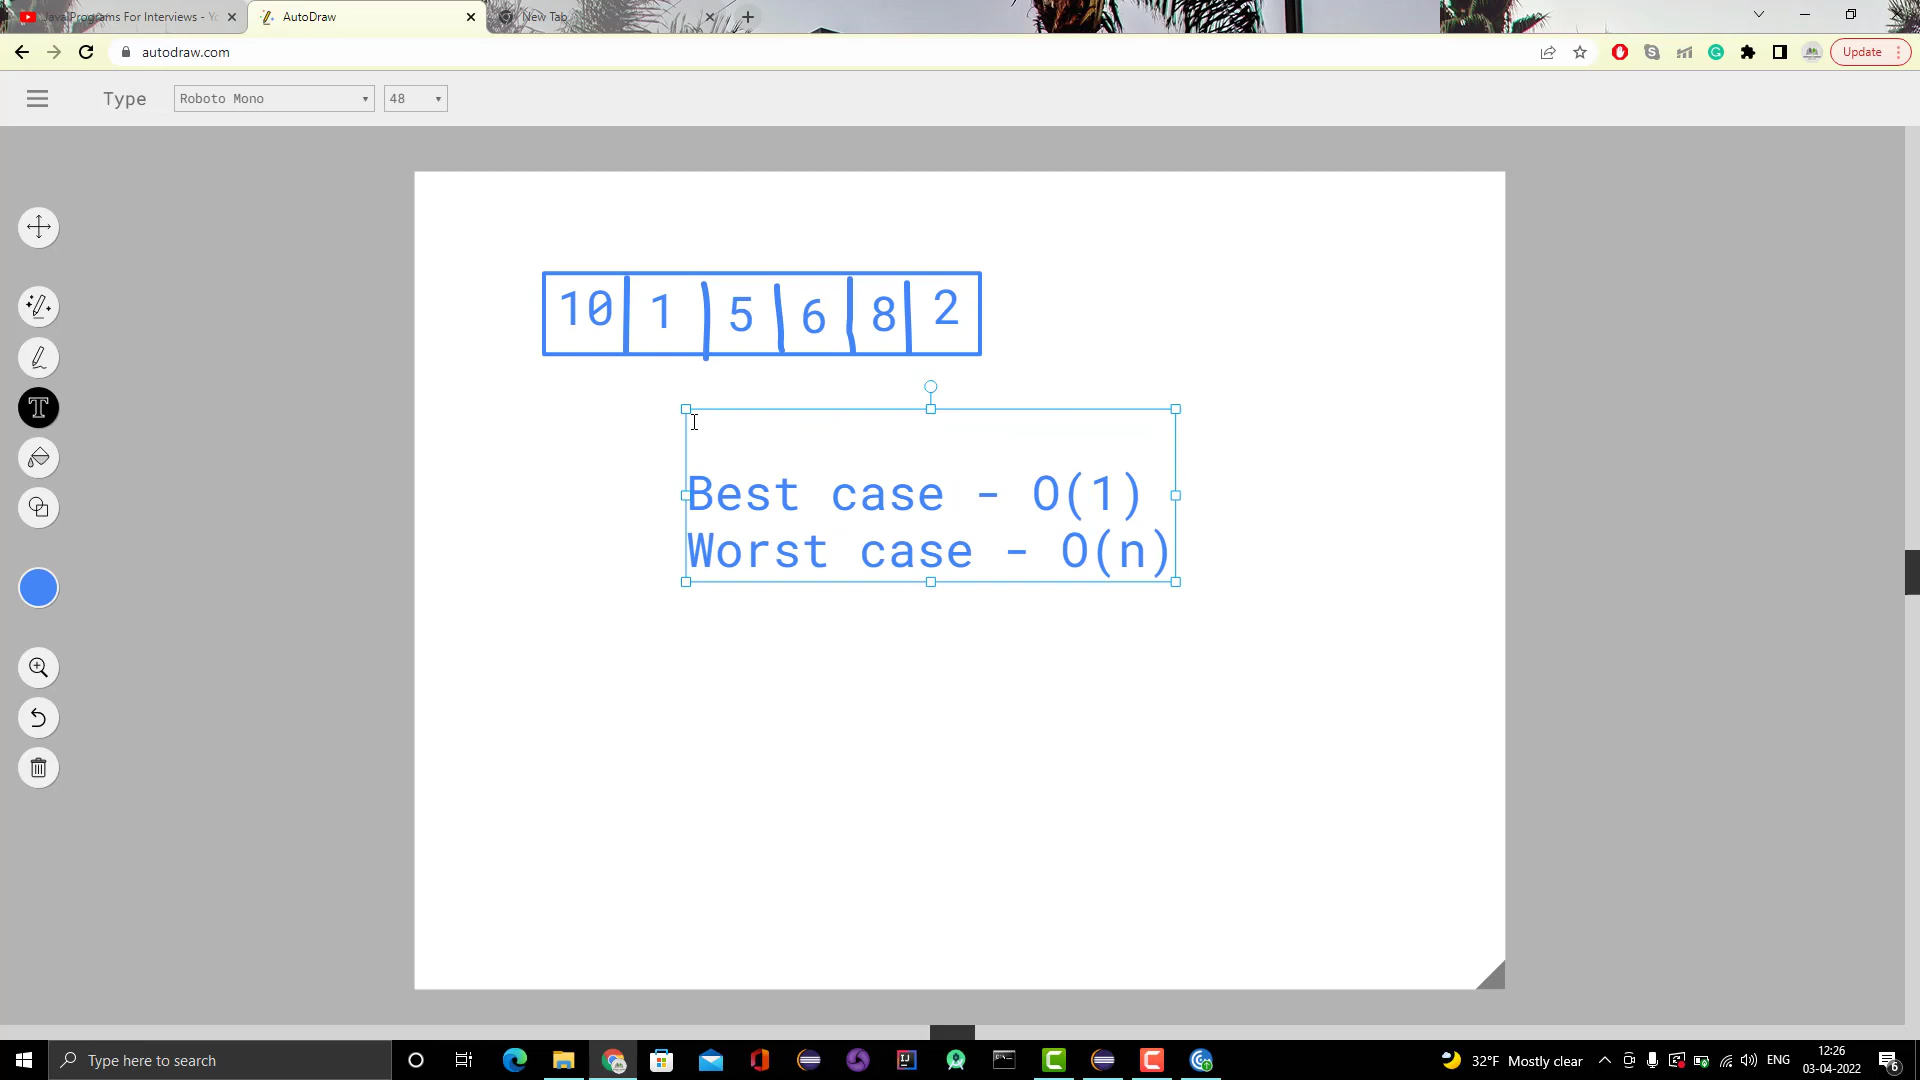 Java Programs For Interviews - Yo
AutoDraw
New Tab
autodraw.com
Update
Type
Roboto Mono
48
10 1 5 6 8 2
Best case - O(1)
Worst case - O(n)
Type here to search
32°F Mostly clear
ENG
12:26
03-04-2022
6